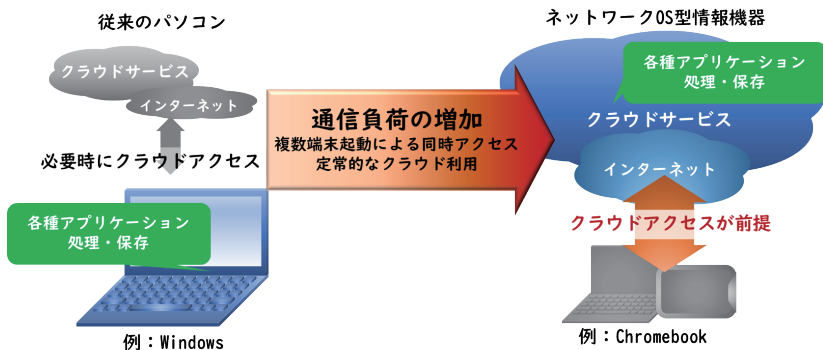 従来のパソコン
クラウドサービス
インターネット
必要時にクラウドアクセス
各種アプリケーション
処理・保存
例：Windows
通信負荷の増加
複数端末起動による同時アクセス
定常的なクラウド利用
ネットワークOS型情報機器
各種アプリケーション
処理・保存
クラウドサービス
インターネット
クラウドアクセスが前提
例：Chromebook